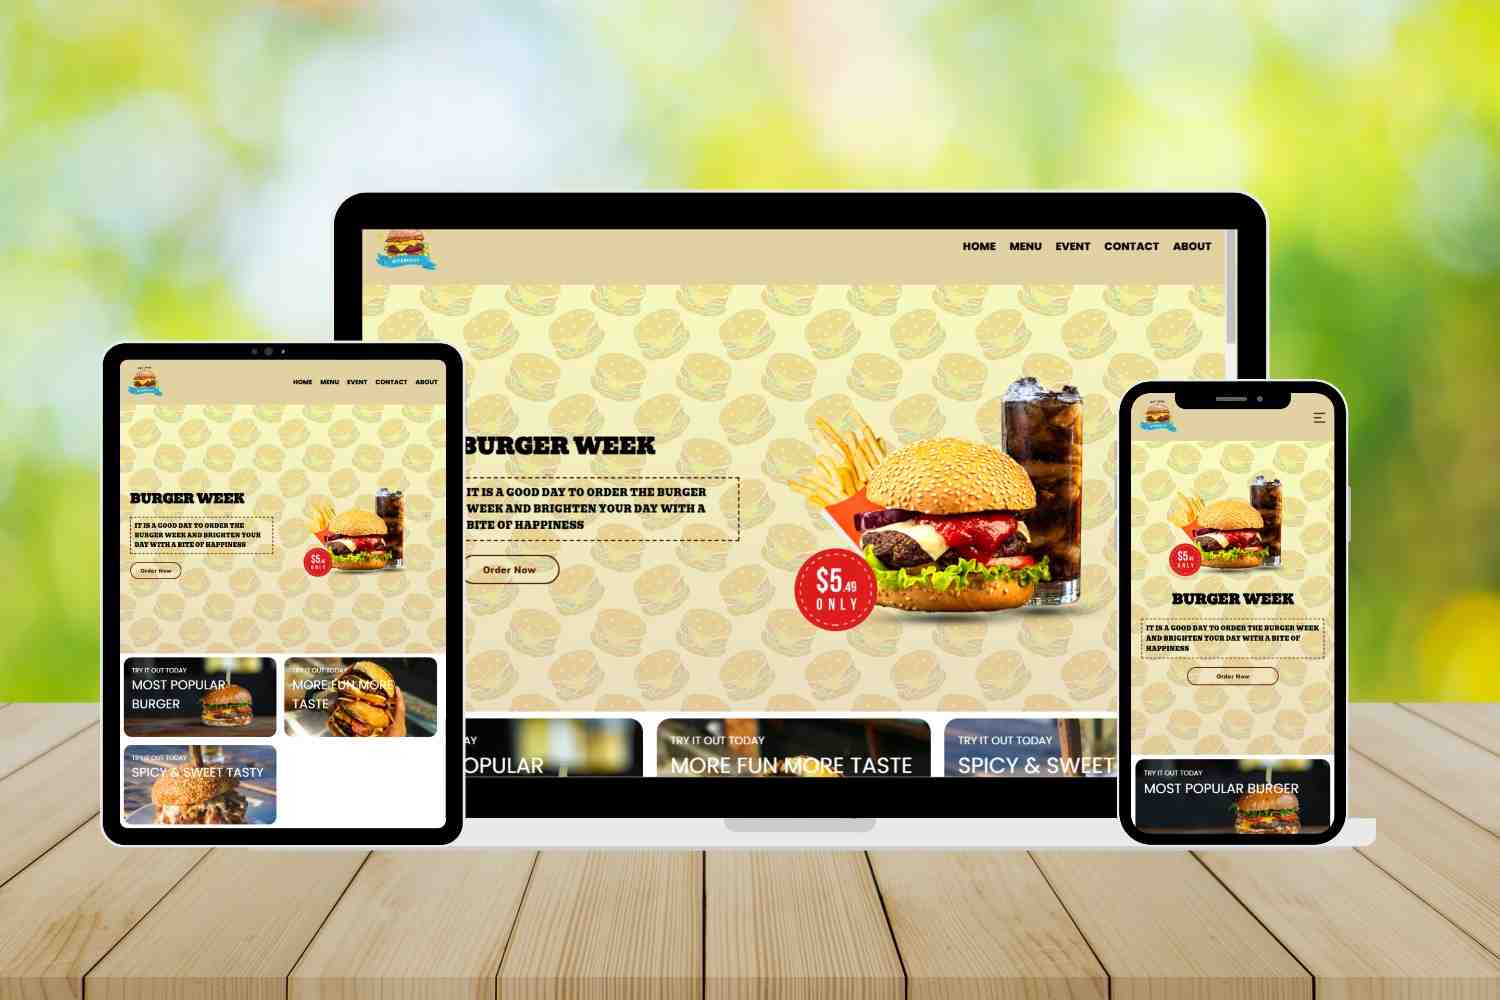 HOME MENU EVENT CONTACT ABOUT
BURGER WEEK
IT IS A GOOD DAY TO ORDER THE BURGER
WEEK AND BRIGHTEN YOUR DAY WITH A
BITE OF HAPPINESS
Order Now
$5.49
ONLY
OPULAR
TRY IT OUT TODAY
MORE FUN MORE TASTE
TRY IT OUT TODAY
SPICY & SWEET
HOME MENU EVENT CONTACT ABOUT
BURGER WEEK
IT IS A GOOD DAY TO ORDER THE
BURGER WEEK AND BRIGHTEN YOUR
DAY WITH A BITE OF HAPPINESS
Order Now
$5.49
ONLY
TRY IT OUT TODAY
MOST POPULAR
BURGER
TRY IT OUT TODAY
MORE FUN MORE
TASTE
TRY IT OUT TODAY
SPICY & SWEET TASTY
$5.49
ONLY
BURGER WEEK
IT IS A GOOD DAY TO ORDER THE BURGER WEEK
AND BRIGHTEN YOUR DAY WITH A BITE OF
HAPPINESS
Order Now
TRY IT OUT TODAY
MOST POPULAR BURGER